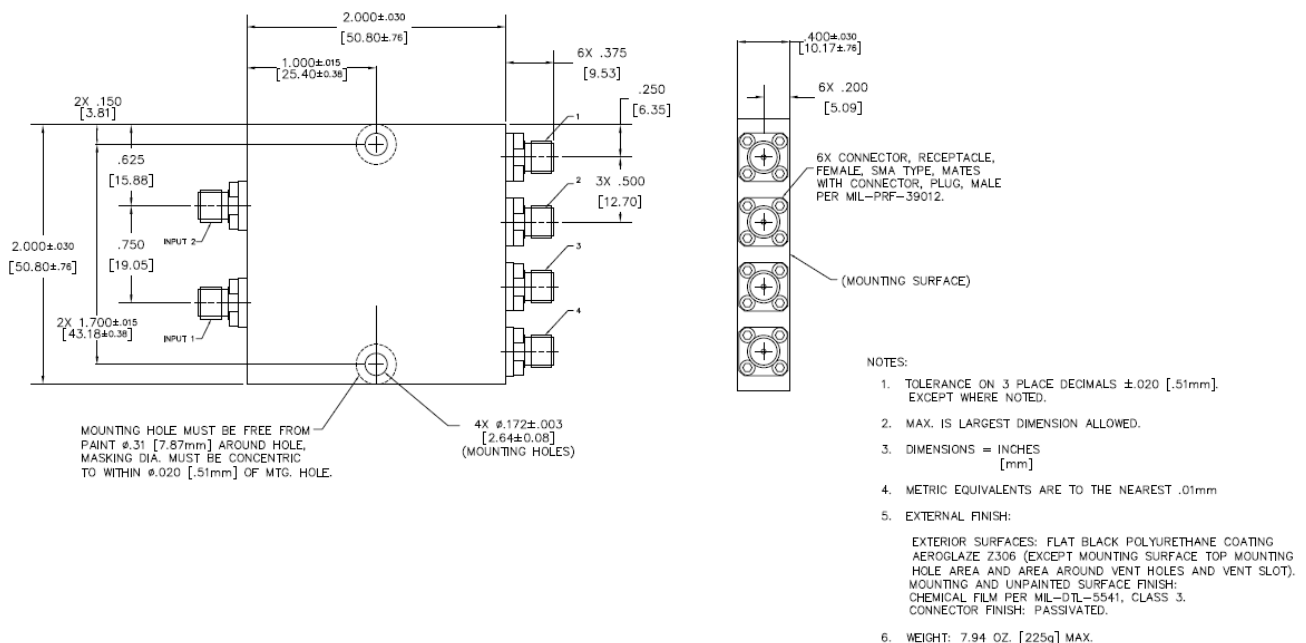 2.000±.030
[50.80±.76]
1.000±.015
[25.40±0.38]
6X .375
[9.53]
.250
[6.35]
2X .150
[3.81]
.625
[15.88]
3X .500
[12.70]
.750
[19.05]
2.000±.030
[50.80±.76]
2X 1.700±.015
[43.18±0.38]
INPUT 2
INPUT 1
1
2
3
4
MOUNTING HOLE MUST BE FREE FROM
PAINT ø.31 [7.87mm] AROUND HOLE,
MASKING DIA. MUST BE CONCENTRIC
TO WITHIN ø.020 [.51mm] OF MTG. HOLE.
4X ø.172±.003
[2.64±0.08]
(MOUNTING HOLES)
.400±.030
[10.17±.76]
6X .200
[5.09]
6X CONNECTOR, RECEPTACLE,
FEMALE, SMA TYPE, MATES
WITH CONNECTOR, PLUG, MALE
PER MIL-PRF-39012.
(MOUNTING SURFACE)
NOTES:
1. TOLERANCE ON 3 PLACE DECIMALS ±.020 [.51mm].
EXCEPT WHERE NOTED.
2. MAX. IS LARGEST DIMENSION ALLOWED.
3. DIMENSIONS = INCHES
[mm]
4. METRIC EQUIVALENTS ARE TO THE NEAREST .01mm
5. EXTERNAL FINISH:
EXTERIOR SURFACES: FLAT BLACK POLYURETHANE COATING
AEROGLAZE Z306 (EXCEPT MOUNTING SURFACE TOP MOUNTING
HOLE AREA AND AREA AROUND VENT HOLES AND VENT SLOT).
MOUNTING AND UNPAINTED SURFACE FINISH:
CHEMICAL FILM PER MIL-DTL-5541, CLASS 3.
CONNECTOR FINISH: PASSIVATED.
6. WEIGHT: 7.94 OZ. [225g] MAX.